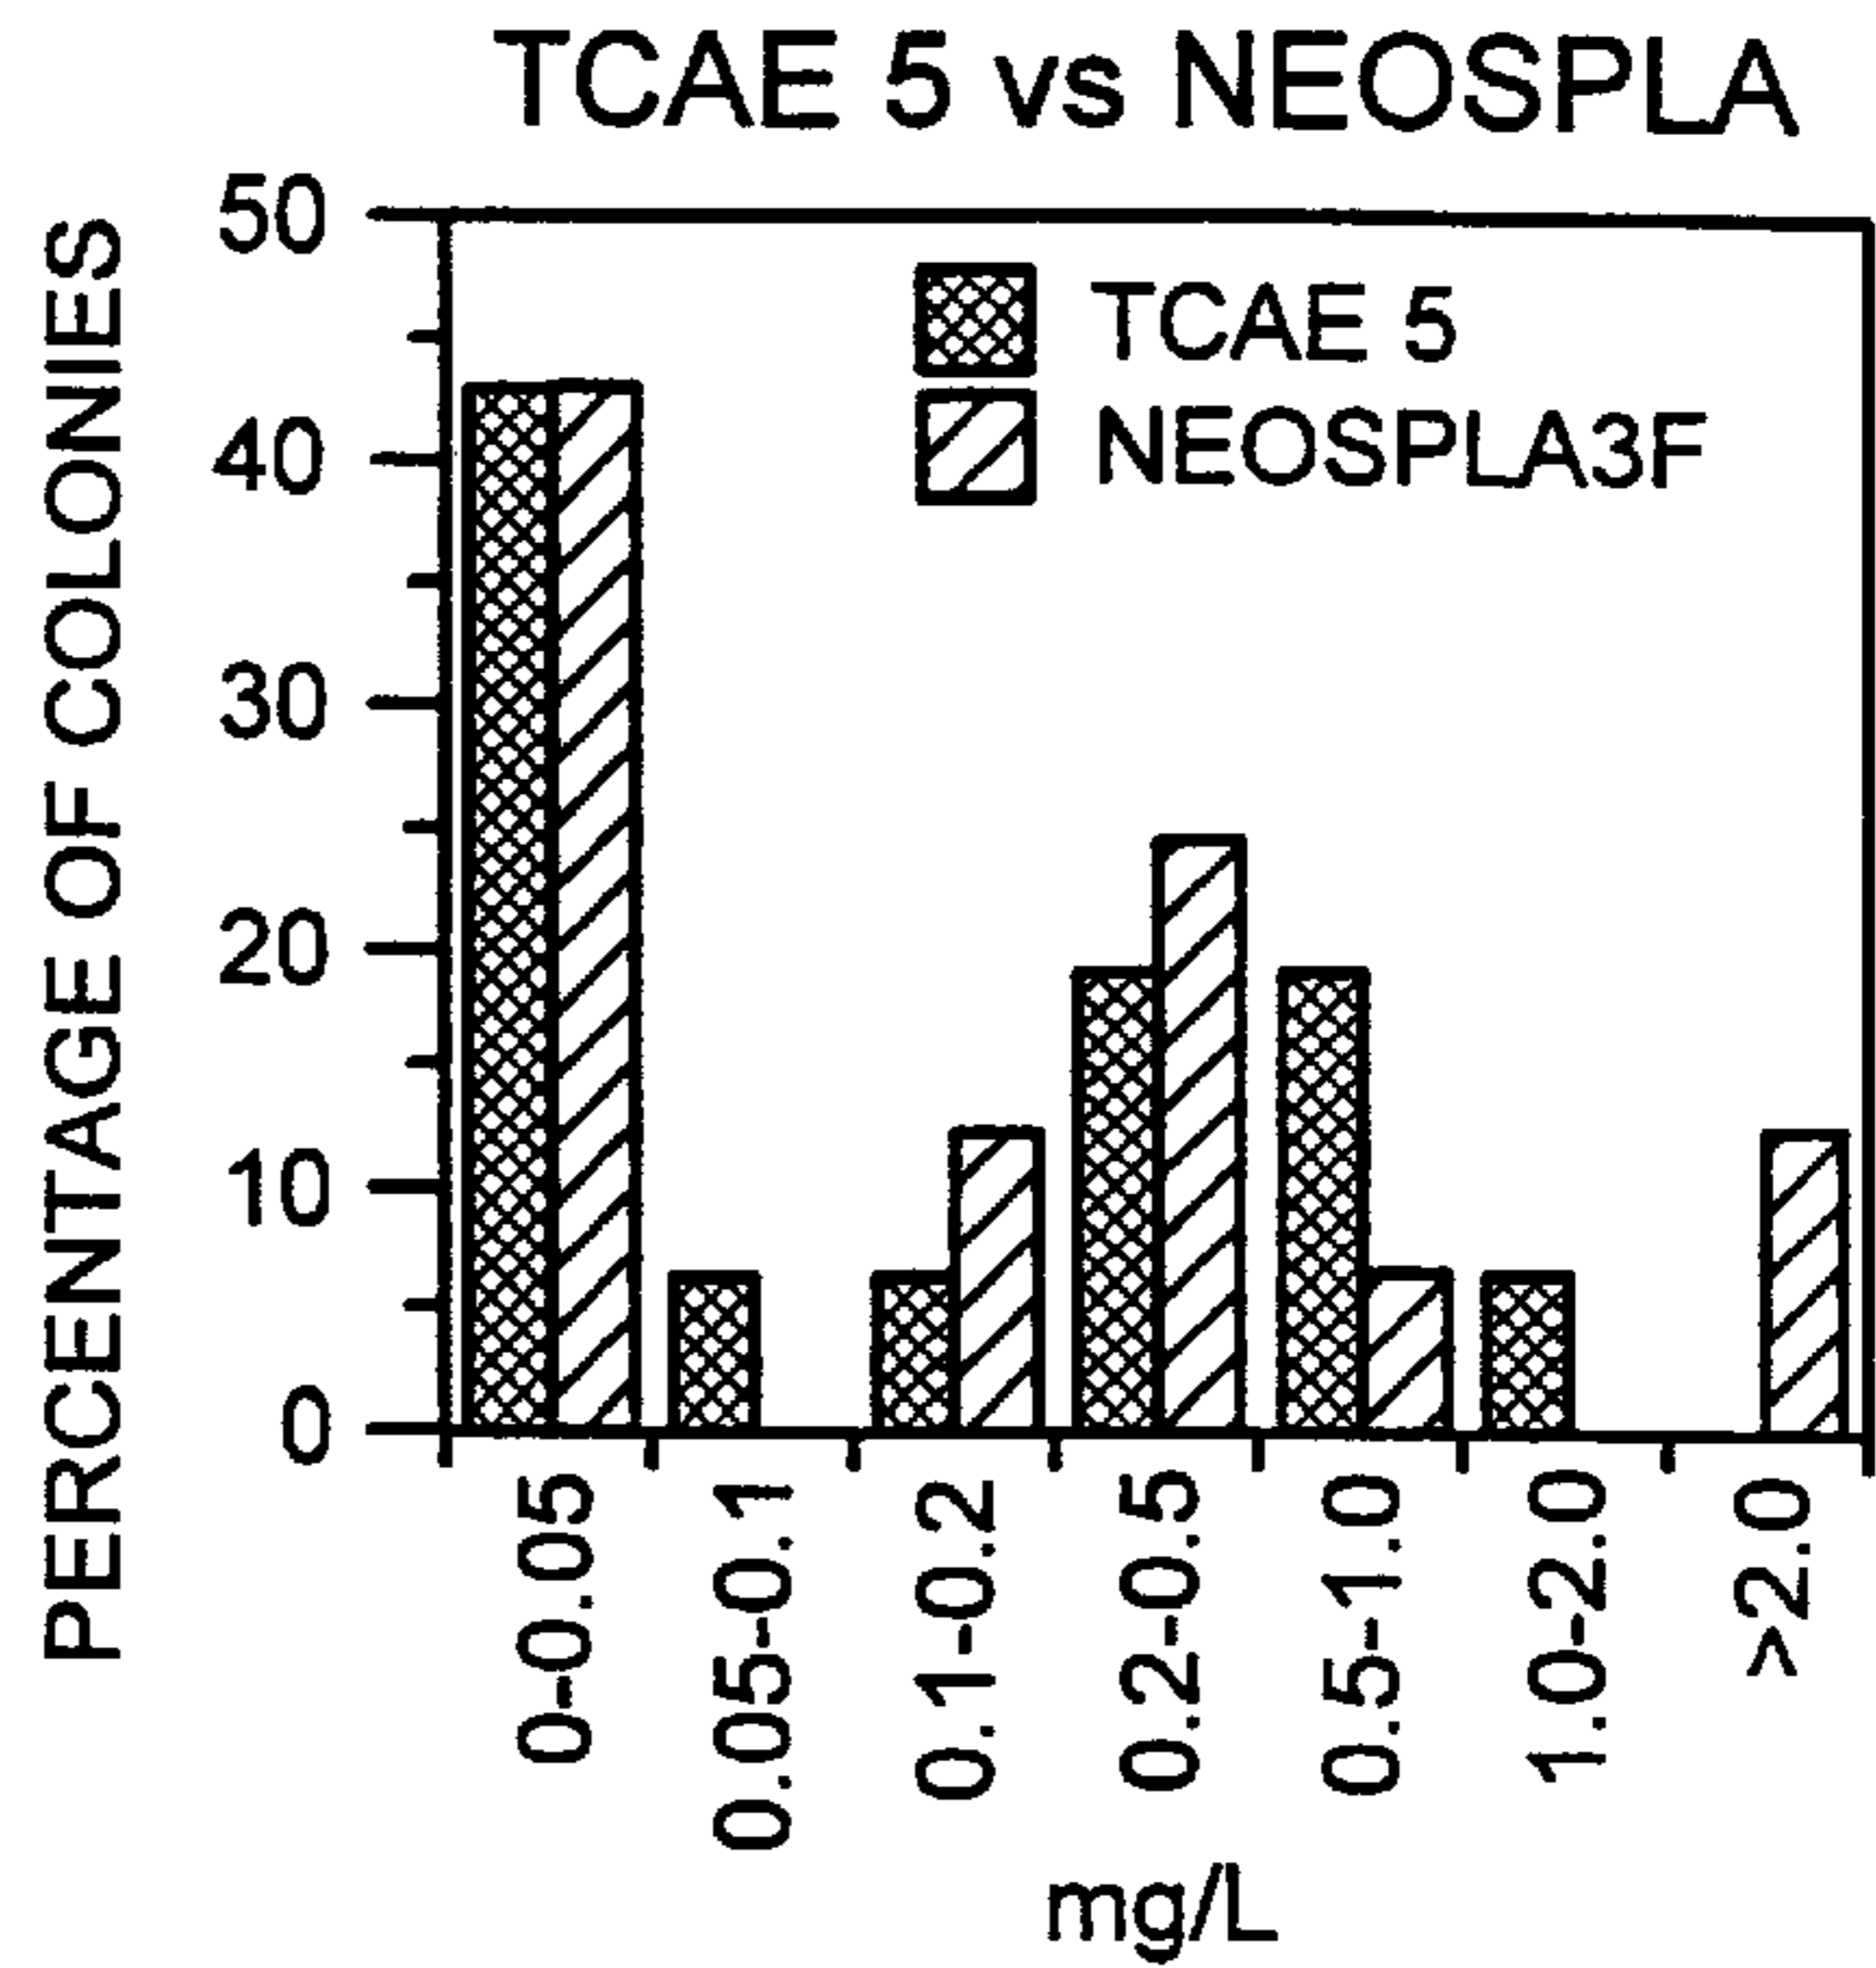 TCAE 5 vs NEOSPLA
PERCENTAGE OF COLONIES
50
40
30
20
10
0
TCAE 5
NEOSPLA3F
0-0.05
0.05-0.1
0.1-0.2
0.2-0.5
0.5-1.0
1.0-2.0
>2.0
mg/L